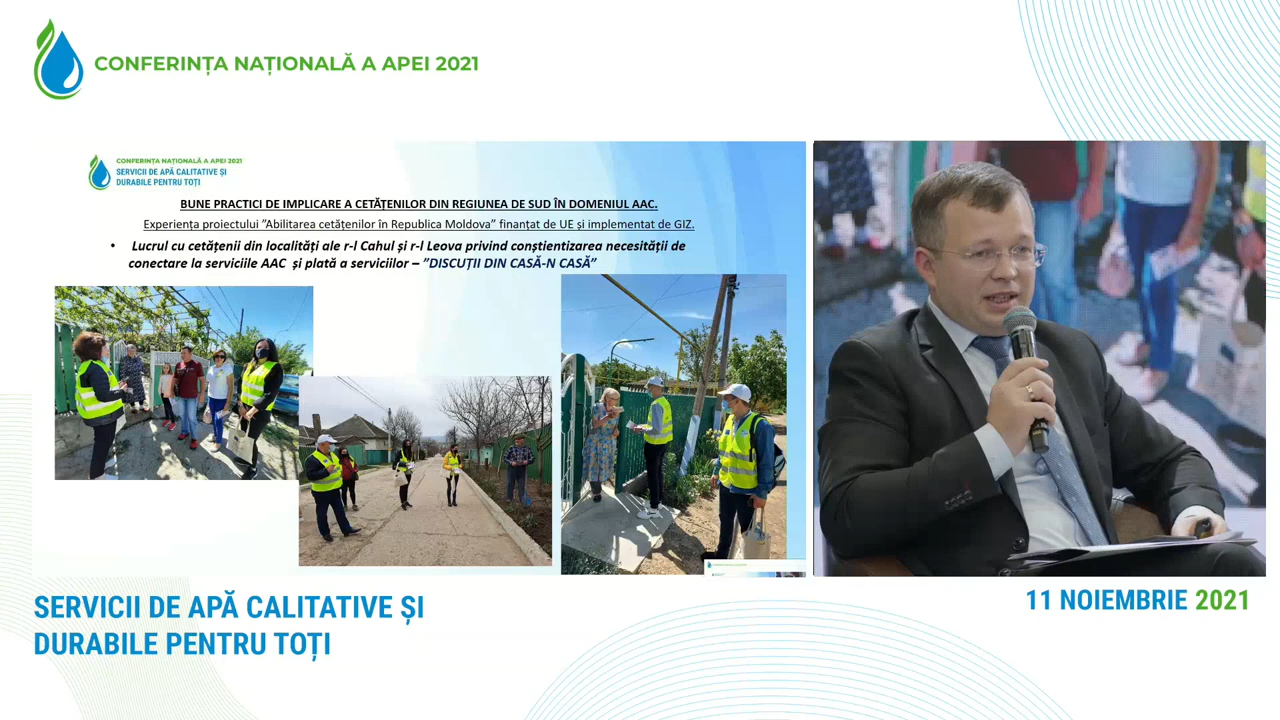 CONFERINȚA NAȚIONALĂ A APEI 2021
CONFERINȚA NAȚIONALĂ A APEI 2021
SERVICII DE APĂ CALITATIVE ȘI
DURABILE PENTRU TOȚI
BUNE PRACTICI DE IMPLICARE A CETĂȚENILOR DIN REGIUNEA DE SUD ÎN DOMENIUL AAC.
Experiența proiectului ”Abilitarea cetățenilor în Republica Moldova” finanțat de UE și implementat de GIZ.
• Lucrul cu cetățenii din localități ale r-l Cahul și r-l Leova privind conștientizarea necesității de
conectare la serviciile AAC și plată a serviciilor – ”DISCUȚII DIN CASĂ-N CASĂ”
SERVICII DE APĂ CALITATIVE ȘI
DURABILE PENTRU TOȚI
11 NOIEMBRIE 2021